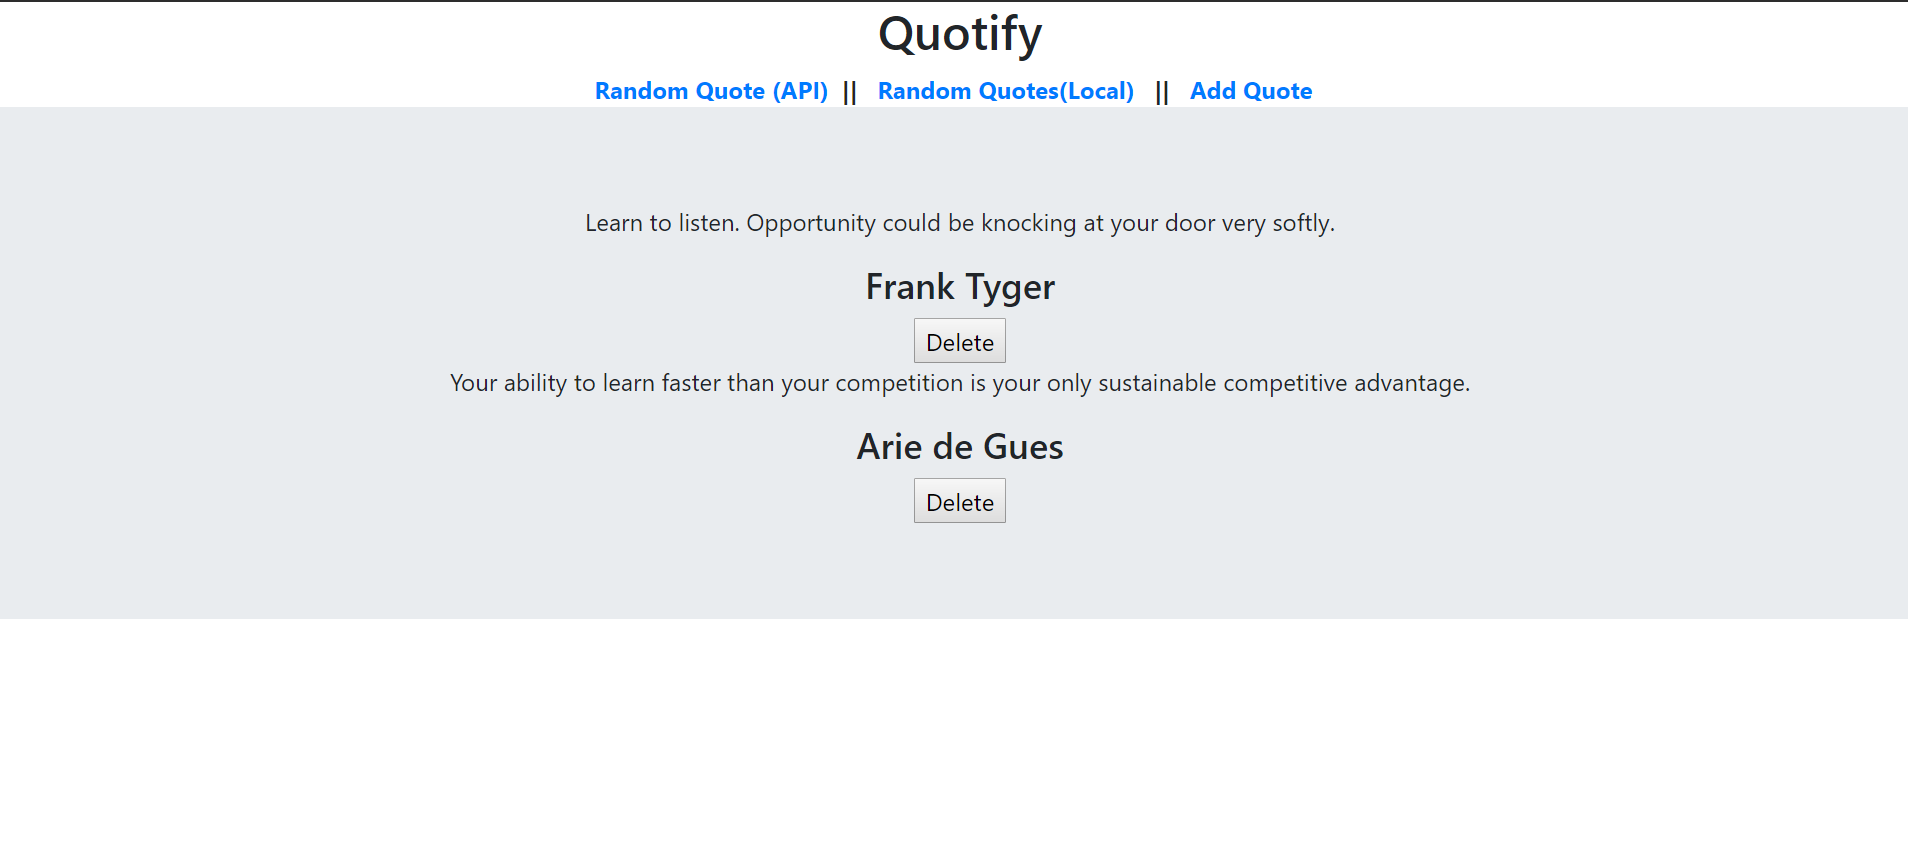 Quotify
Random Quote (API) || Random Quotes(Local) || Add Quote
Learn to listen. Opportunity could be knocking at your door very softly.
Frank Tyger
Delete
Your ability to learn faster than your competition is your only sustainable competitive advantage.
Arie de Gues
Delete